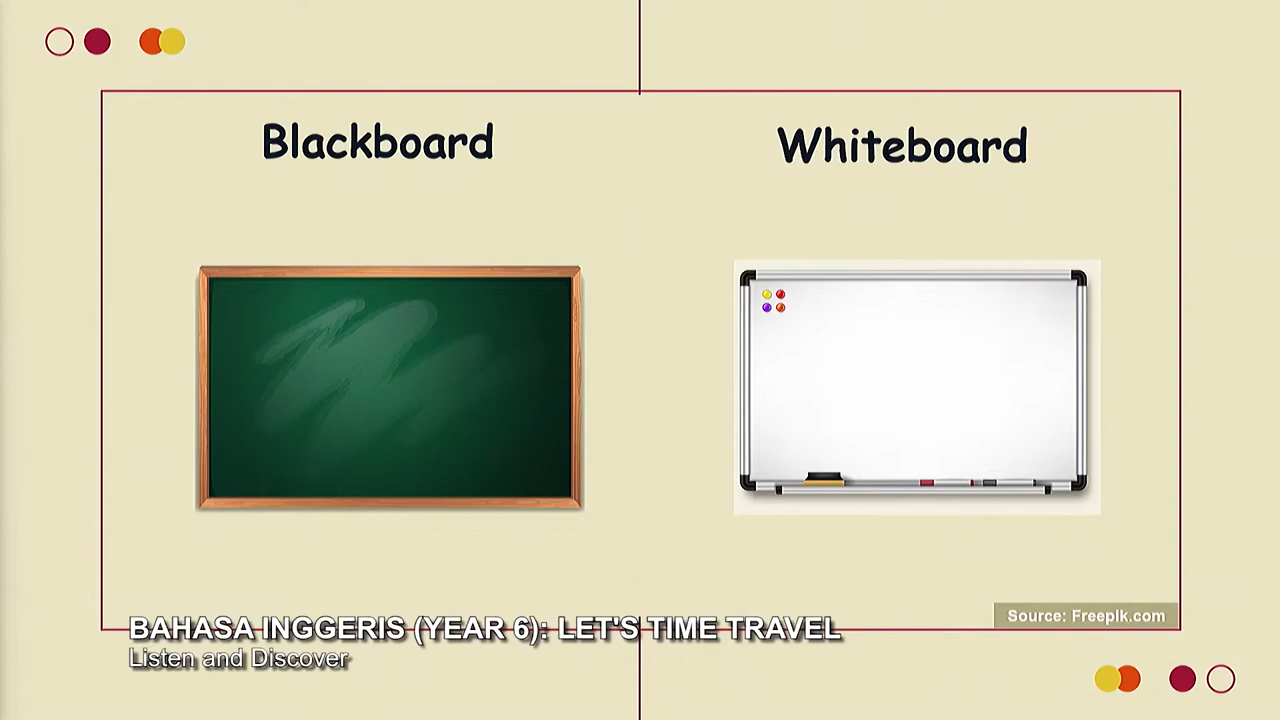 Blackboard
Whiteboard
Source: Freepik.com
BAHASA INGGERIS (YEAR 6): LET'S TIME TRAVEL
Listen and Discover